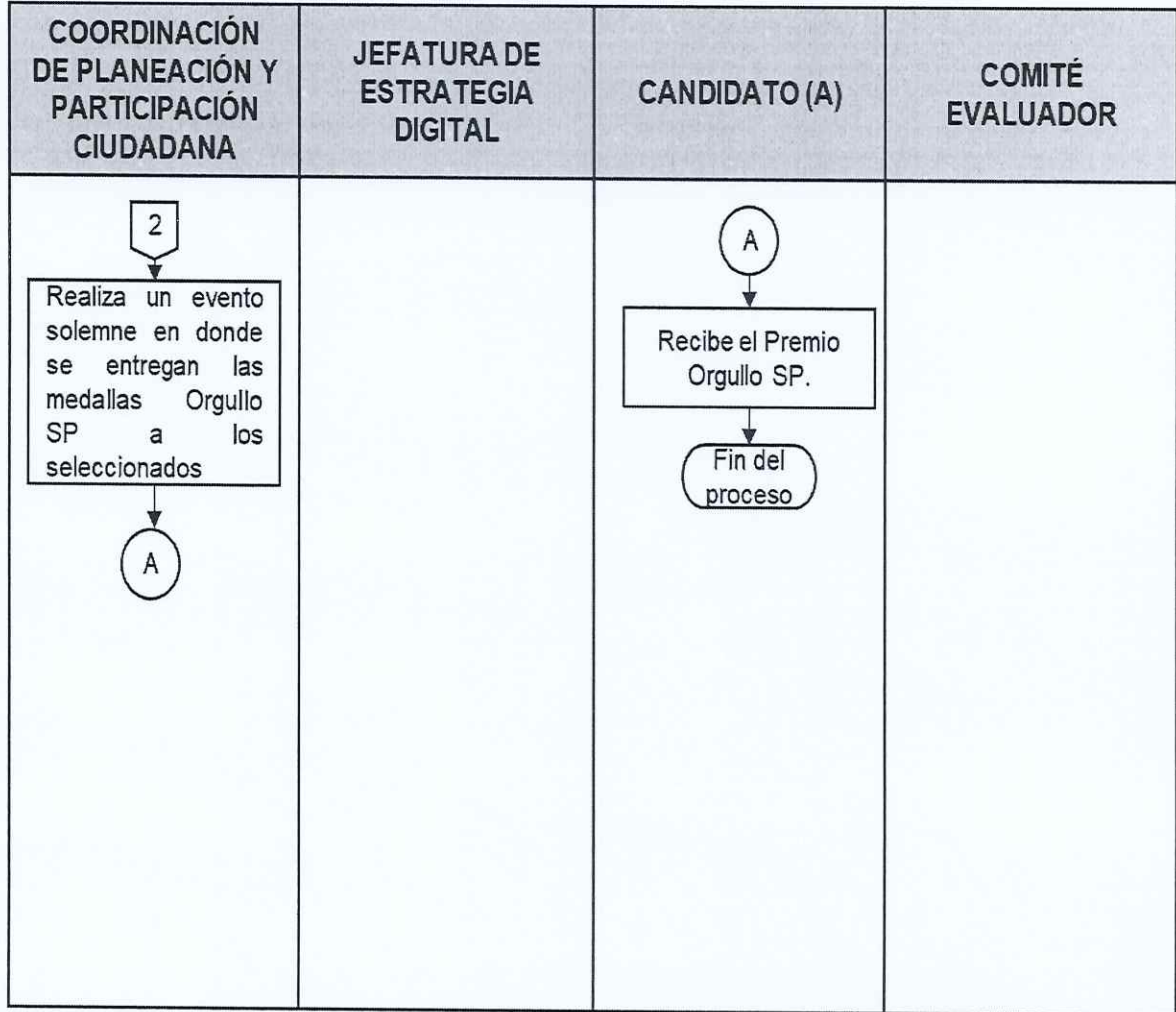 COORDINACIÓN
DE PLANEACIÓN Y
PARTICIPACIÓN
CIUDADANA
JEFATURA DE
ESTRATEGIA
DIGITAL
CANDIDATO (A)
COMITÉ
EVALUADOR
2
Realiza un evento
solemne en donde
se entregan las
medallas Orgullo
SP a los
seleccionados
A
A
Recibe el Premio
Orgullo SP.
Fin del
proceso